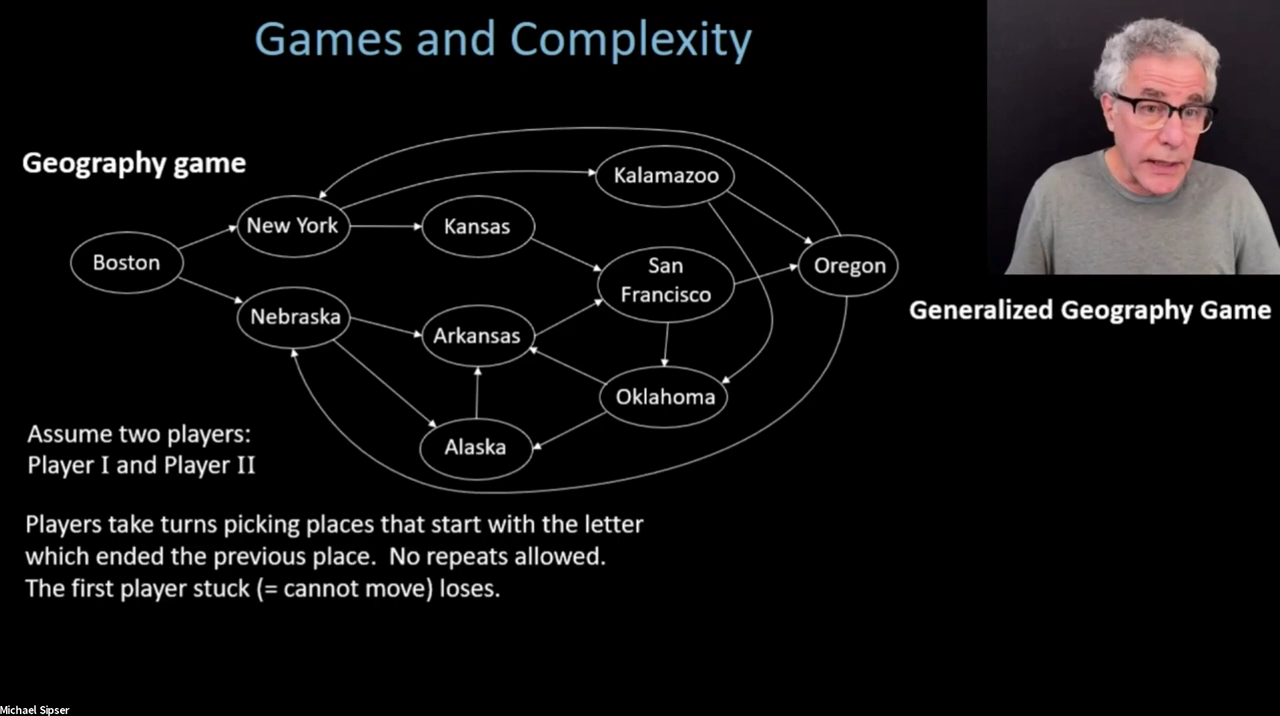 Games and Complexity
Geography game
Boston
New York
Nebraska
Kansas
Arkansas
Alaska
Kalamazoo
San
Francisco
Oklahoma
Oregon
Generalized Geography Game
Assume two players:
Player I and Player II
Players take turns picking places that start with the letter
which ended the previous place. No repeats allowed.
The first player stuck (= cannot move) loses.
Michael Sipser